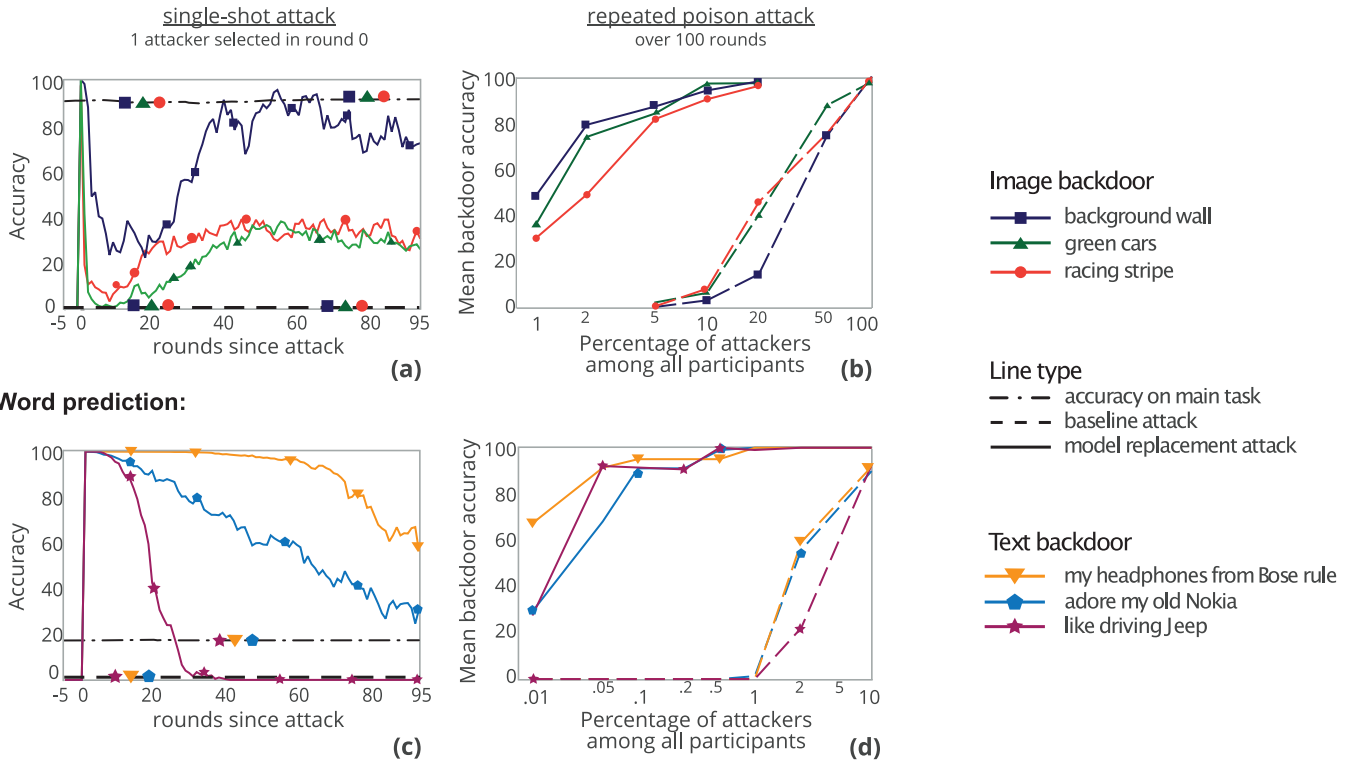 single-shot attack
1 attacker selected in round 0
repeated poison attack
over 100 rounds
100
80
60
40
20
0
Accuracy
-5 0 20 40 60 80 95
rounds since attack
(a)
100
80
60
40
20
0
Mean backdoor accuracy
1 2 5 10 20 50 100
Percentage of attackers
among all participants
(b)
Image backdoor
background wall
green cars
racing stripe
Line type
accuracy on main task
baseline attack
model replacement attack
Word prediction:
100
80
60
40
20
0
Accuracy
-5 0 20 40 60 80 95
rounds since attack
(c)
100
80
60
40
20
0
Mean backdoor accuracy
.01 .05 .1 .2 .5 1 2 5 10
Percentage of attackers
among all participants
(d)
Text backdoor
my headphones from Bose rule
adore my old Nokia
like driving Jeep